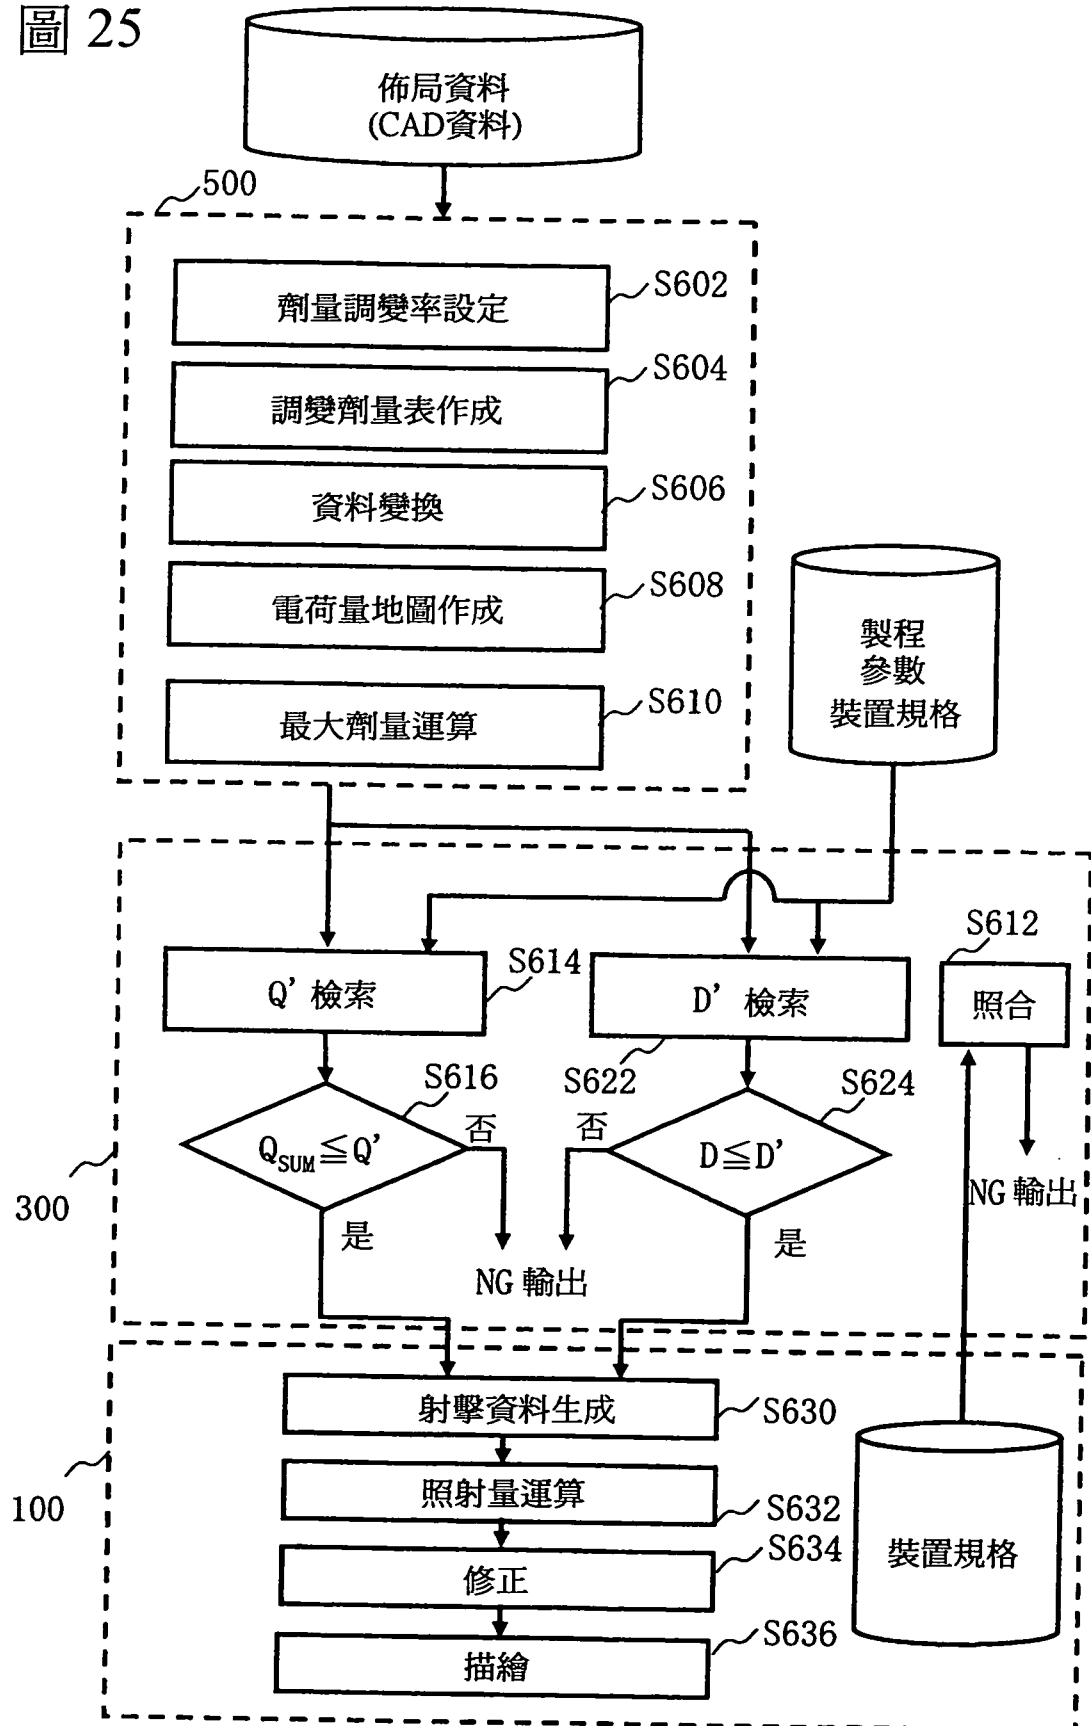 圖 25
佈局資料
(CAD資料)
500
劑量調變率設定
S602
調變劑量表作成
S604
資料變換
S606
電荷量地圖作成
S608
最大劑量運算
S610
製程
參數
裝置規格
S612
照合
NG 輸出
Q' 檢索
S614
D' 檢索
S622
S616
QSUM≦Q'
否
是
S624
D≦D'
否
是
NG 輸出
300
射擊資料生成
S630
照射量運算
S632
修正
S634
描繪
S636
裝置規格
100